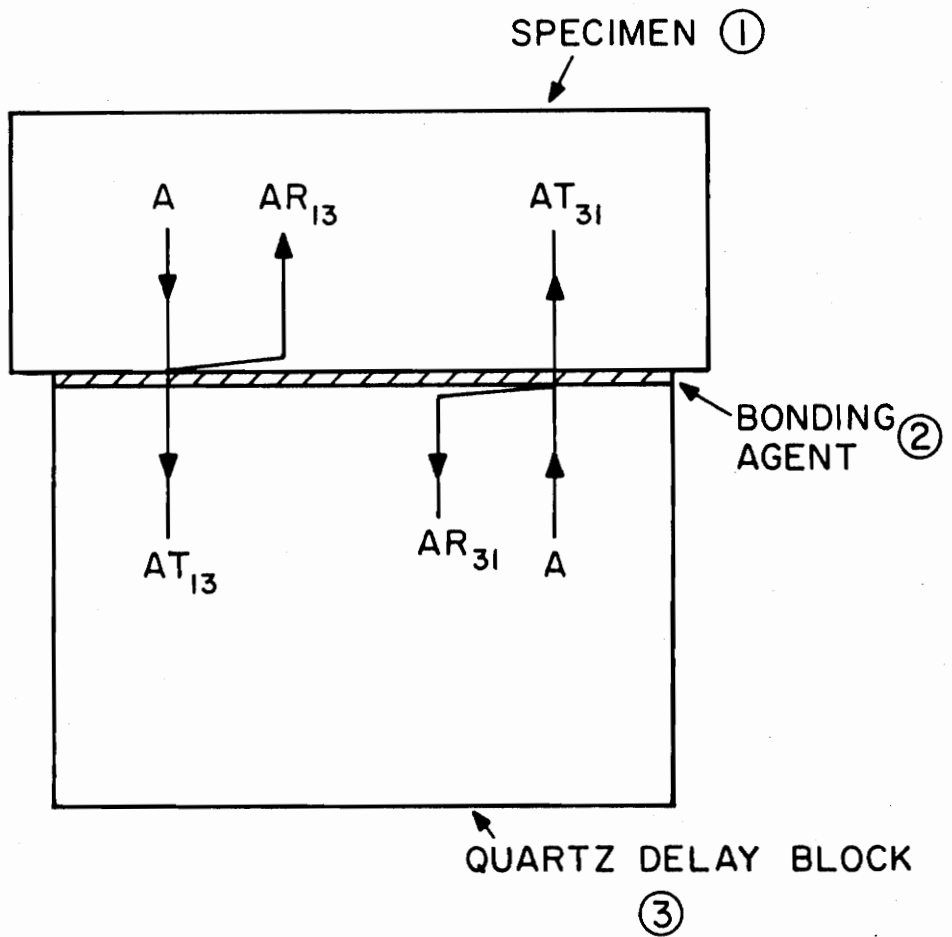 SPECIMEN ①
A
AR₁₃
AT₃₁
BONDING
AGENT ②
AT₁₃
AR₃₁
A
QUARTZ DELAY BLOCK
③